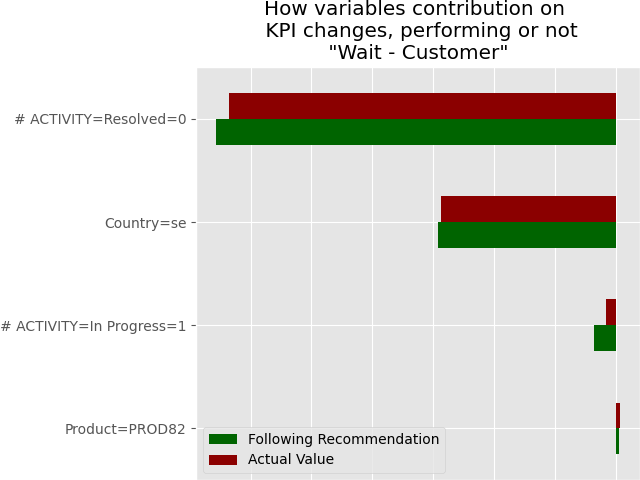 How variables contribution on
KPI changes, performing or not
"Wait - Customer"
# ACTIVITY=Resolved=0
Country=se
# ACTIVITY=In Progress=1
Product=PROD82
Following Recommendation
Actual Value